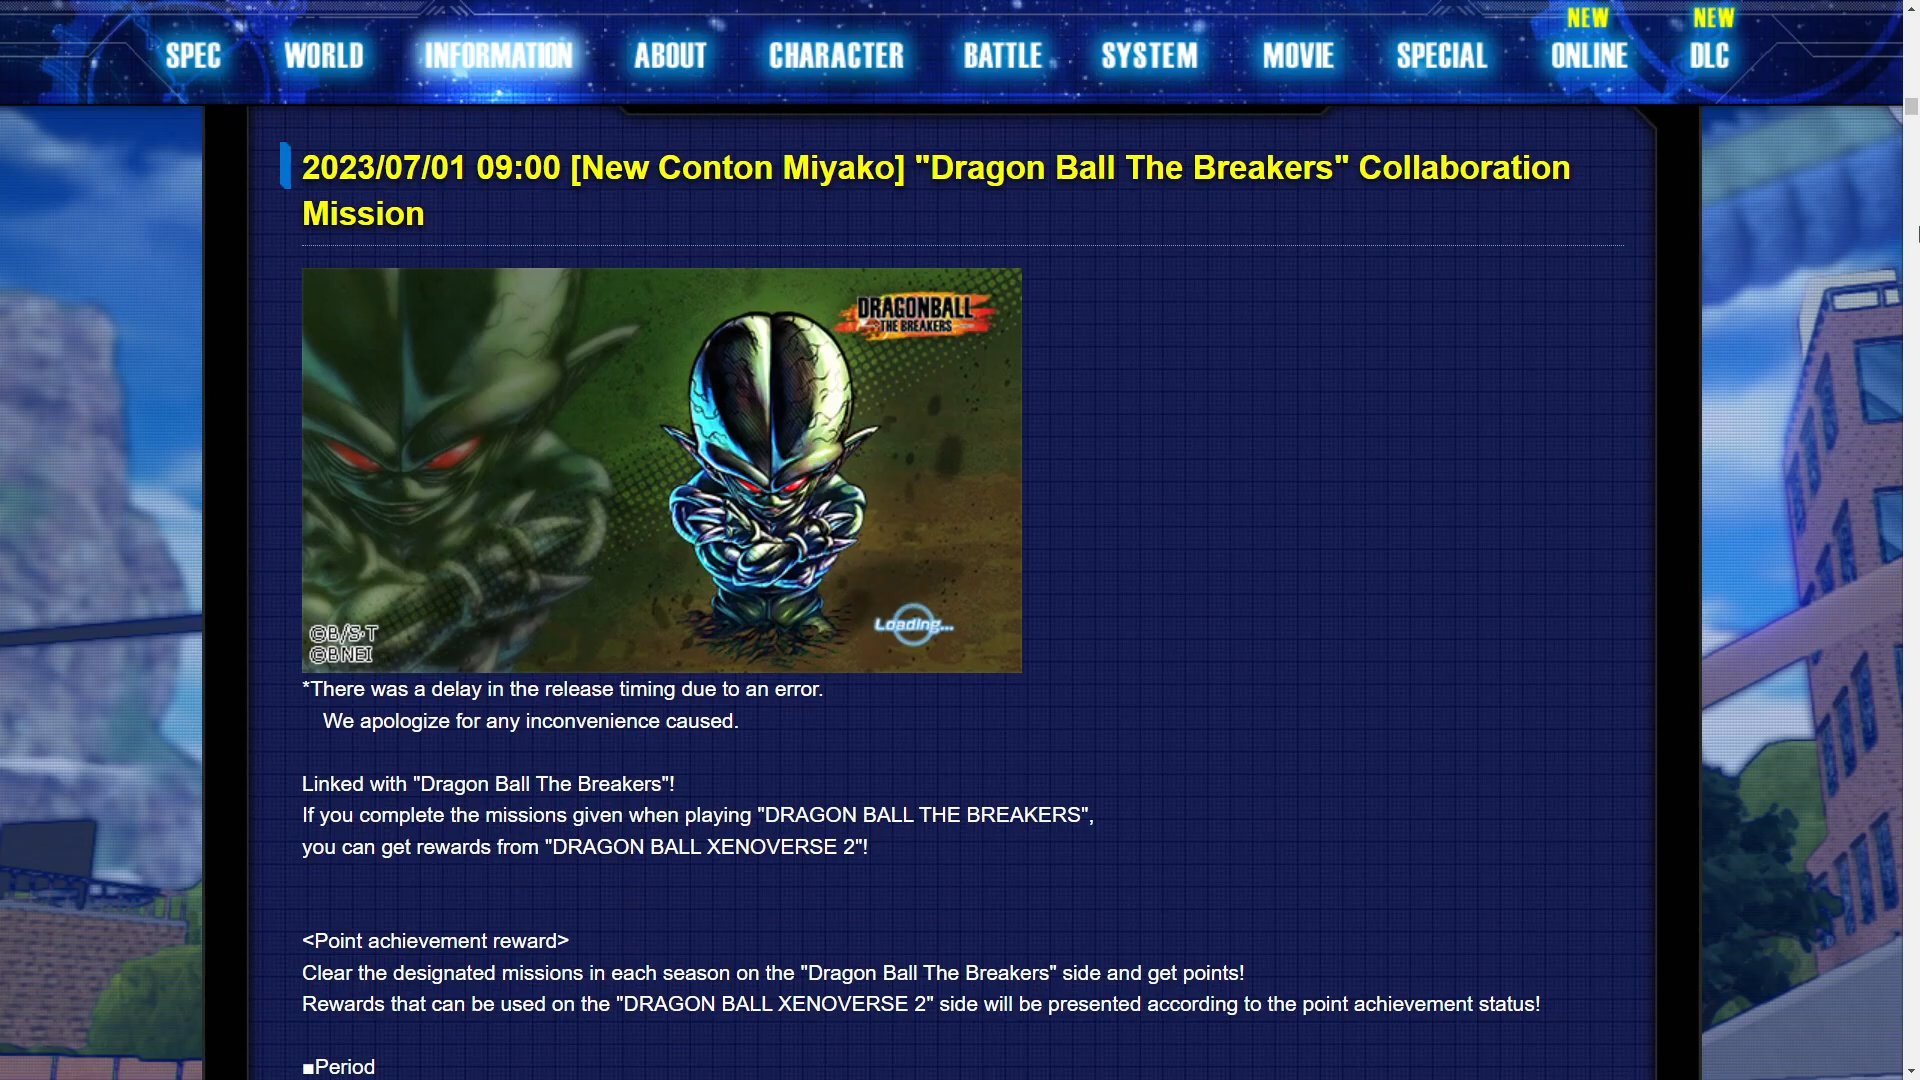 NEW NEW
SPEC WORLD INFORMATION ABOUT CHARACTER BATTLE SYSTEM MOVIE SPECIAL ONLINE DLC
2023/07/01 09:00 [New Conton Miyako] "Dragon Ball The Breakers" Collaboration
Mission
DRAGONBALL
THE BREAKERS
Loading...
©B/S・T
©BNEI
*There was a delay in the release timing due to an error.
We apologize for any inconvenience caused.
Linked with "Dragon Ball The Breakers"!
If you complete the missions given when playing "DRAGON BALL THE BREAKERS",
you can get rewards from "DRAGON BALL XENOVERSE 2"!
<Point achievement reward>
Clear the designated missions in each season on the "Dragon Ball The Breakers" side and get points!
Rewards that can be used on the "DRAGON BALL XENOVERSE 2" side will be presented according to the point achievement status!
■Period